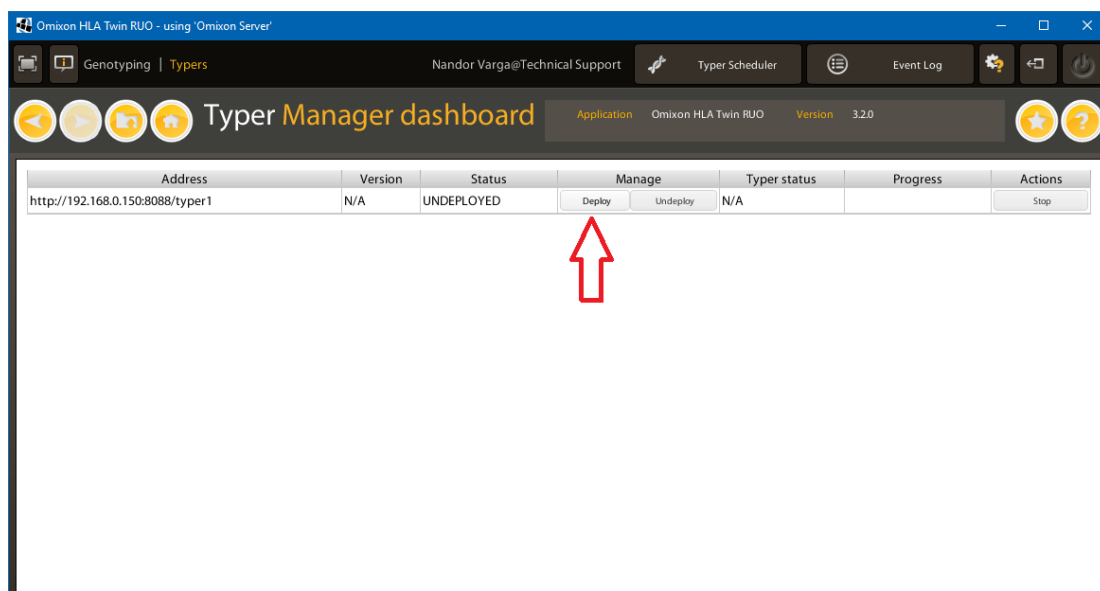 Omixon HLA Twin RUO - using 'Omixon Server'
Genotyping | Typers Nandor Varga@Technical Support Typer Scheduler Event Log
Typer Manager dashboard Application Omixon HLA Twin RUO Version 3.2.0
Address Version Status Manage Typer status Progress Actions
http://192.168.0.150:8088/typer1 N/A UNDEPLOYED Deploy Undeploy N/A Stop